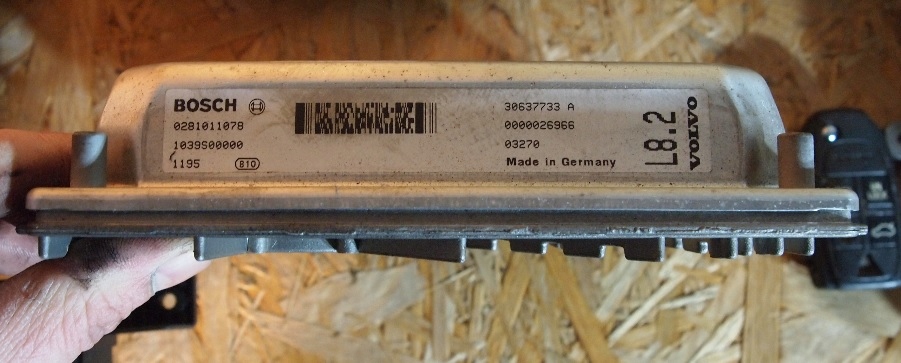 BOSCH
0281011078
1039S00000
1195 B10
30637733 A
0000026966
03270
Made in Germany
L8.2
VOLVO